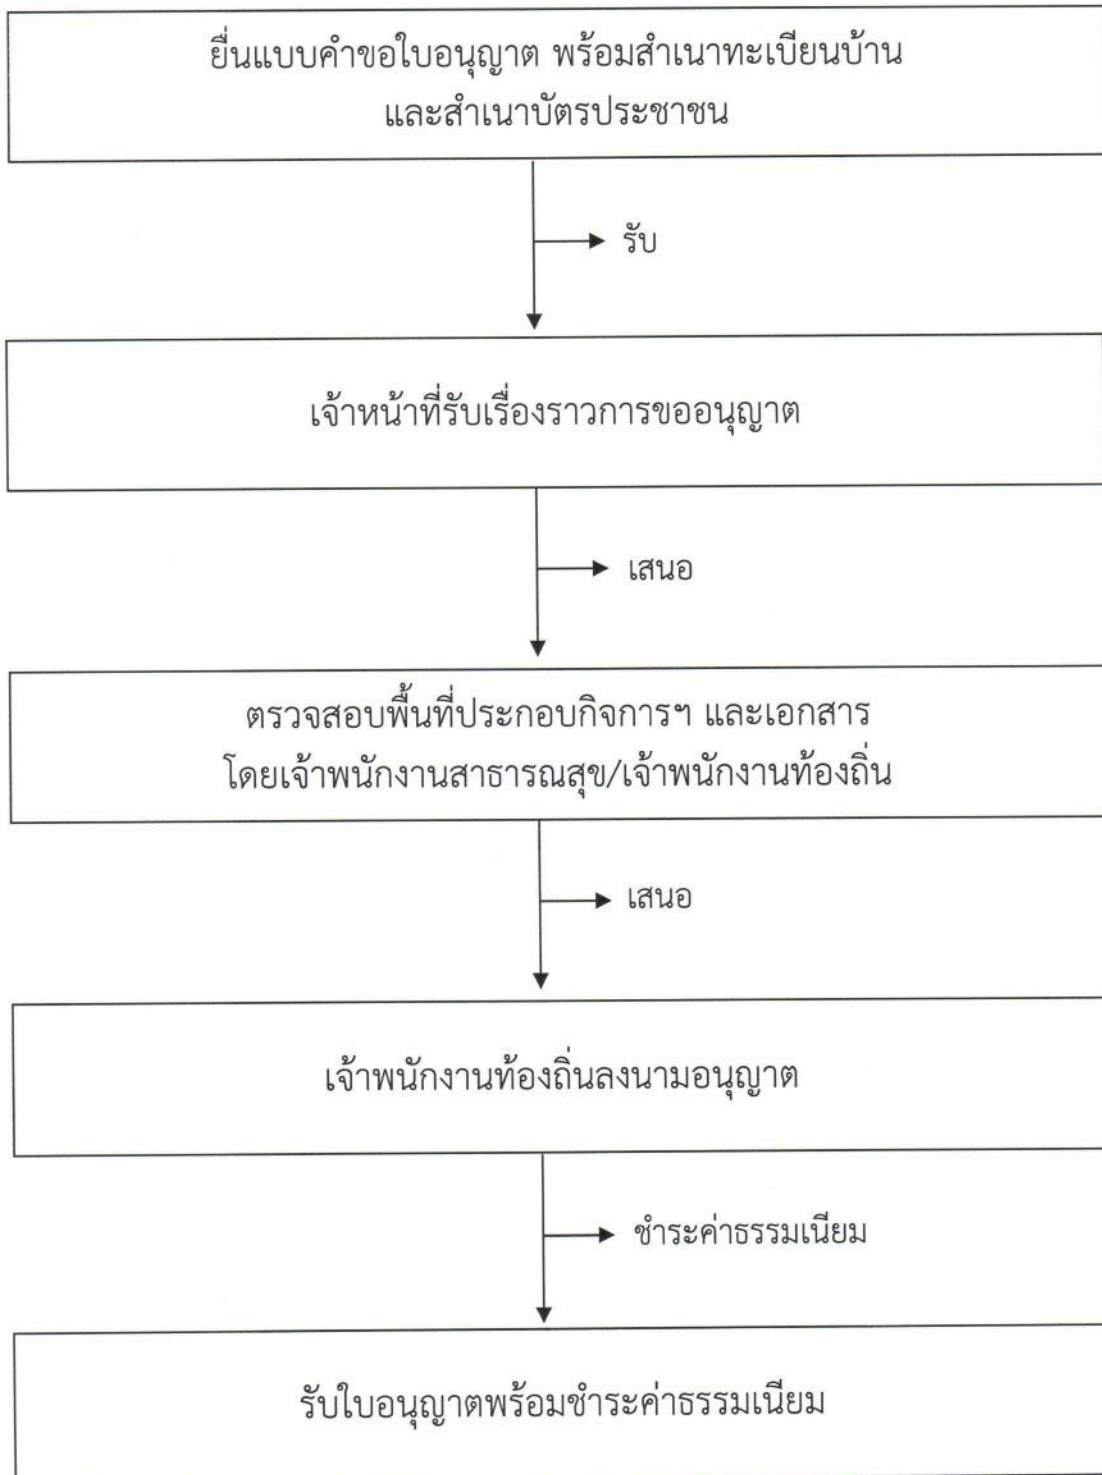 ยื่นแบบคำขอใบอนุญาต พร้อมสำเนาทะเบียนบ้าน
และสำเนาบัตรประชาชน
รับ
เจ้าหน้าที่รับเรื่องราวการขออนุญาต
เสนอ
ตรวจสอบพื้นที่ประกอบกิจการฯ และเอกสาร
โดยเจ้าพนักงานสาธารณสุข/เจ้าพนักงานท้องถิ่น
เสนอ
เจ้าพนักงานท้องถิ่นลงนามอนุญาต
ชำระค่าธรรมเนียม
รับใบอนุญาตพร้อมชำระค่าธรรมเนียม